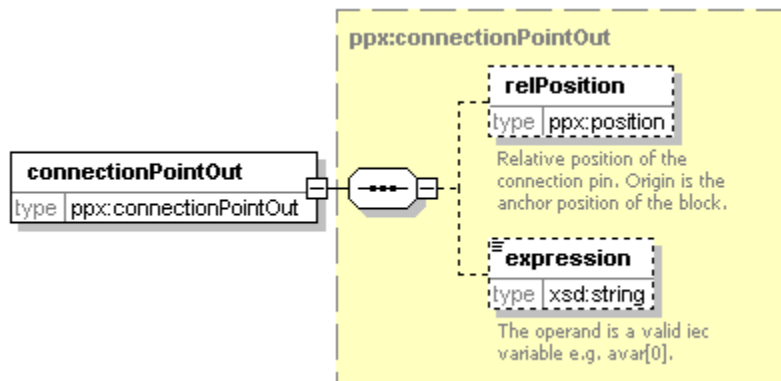 ppx:connectionPointOut
relPosition
type ppx:position
Relative position of the
connection pin. Origin is the
anchor position of the block.
connectionPointOut
type ppx:connectionPointOut
expression
type xsd:string
The operand is a valid iec
variable e.g. avar[0].